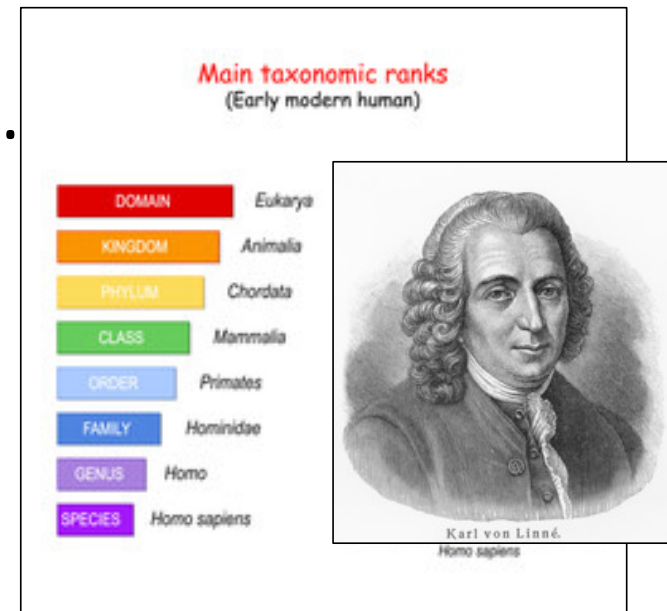 Main taxonomic ranks
(Early modern human)
DOMAIN Eukarya
KINGDOM Animalia
PHYLUM Chordata
CLASS Mammalia
ORDER Primates
FAMILY Hominidae
GENUS Homo
SPECIES Homo sapiens
Karl von Linné.
Homo sapiens